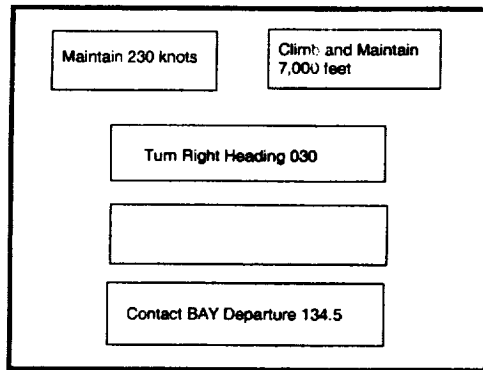 Maintain 230 knots
Climb and Maintain
7,000 feet
Turn Right Heading 030
Contact BAY Departure 134.5